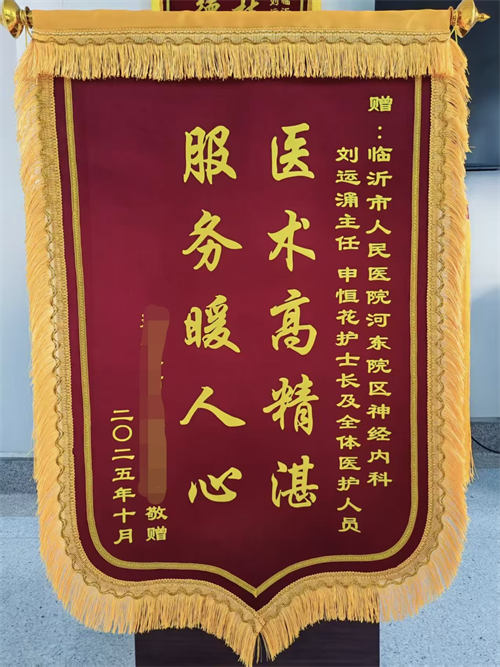 赠：临沂市人民医院河东院区神经内科
刘运涌主任 申恒花护士长及全体医护人员
医术高精湛
服务暖人心
敬赠
二〇二五年十月